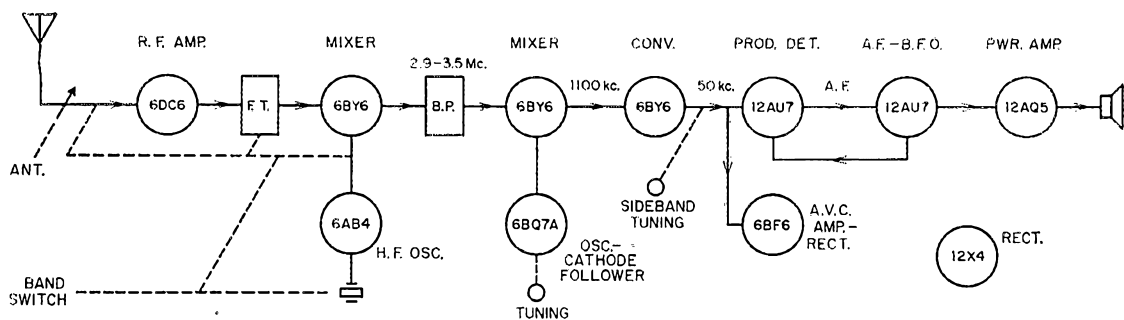 R.F. AMP.
MIXER
MIXER
CONV.
PROD. DET.
A.F.-B.F.O.
PWR. AMP.
2.9-3.5Mc.
1100 kc.
50 kc.
A.F.
6DC6
F.T.
6BY6
B.P.
6BY6
6BY6
12AU7
12AU7
12AQ5
ANT.
SIDEBAND
TUNING
6AB4
H.F. OSC.
6BQ7A
OSC.-
CATHODE
FOLLOWER
6BF6
A.V.C.
AMP.-
RECT.
12X4
RECT.
BAND
SWITCH
TUNING